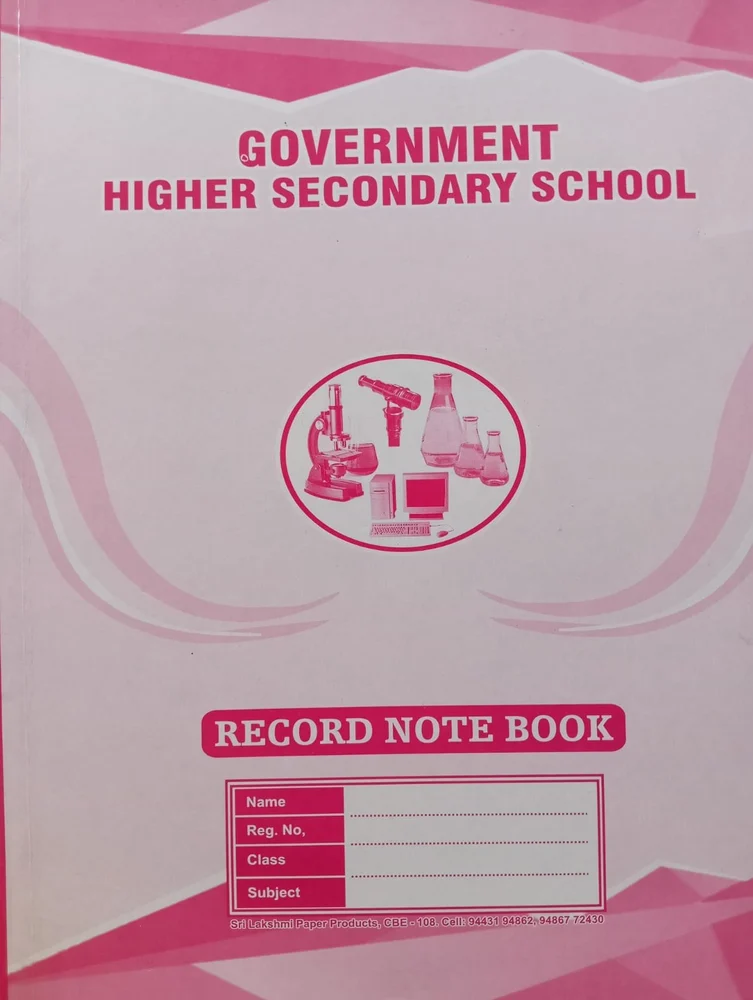 GOVERNMENT
HIGHER SECONDARY SCHOOL
RECORD NOTE BOOK
Name
Reg. No,
Class
Subject
Sri Lakshmi Paper Products, CBE - 108. Cell: 94431 94862, 94867 72430